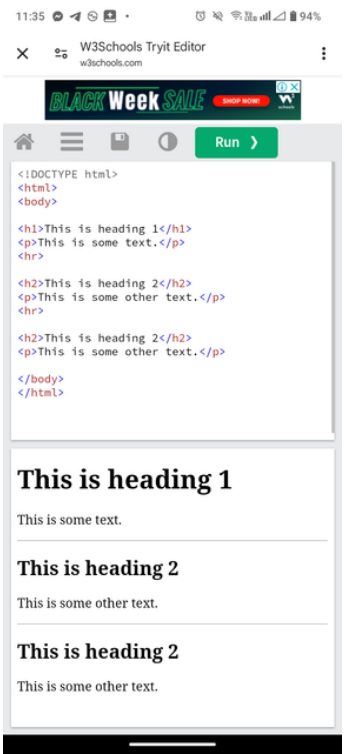 11:35
94%
W3Schools Tryit Editor
w3schools.com
BLACK Week SALE
SHOP NOW!
schools
Run ❯
<!DOCTYPE html>
<html>
<body>
<h1>This is heading 1</h1>
<p>This is some text.</p>
<hr>
<h2>This is heading 2</h2>
<p>This is some other text.</p>
<hr>
<h2>This is heading 2</h2>
<p>This is some other text.</p>
</body>
</html>
This is heading 1
This is some text.
This is heading 2
This is some other text.
This is heading 2
This is some other text.